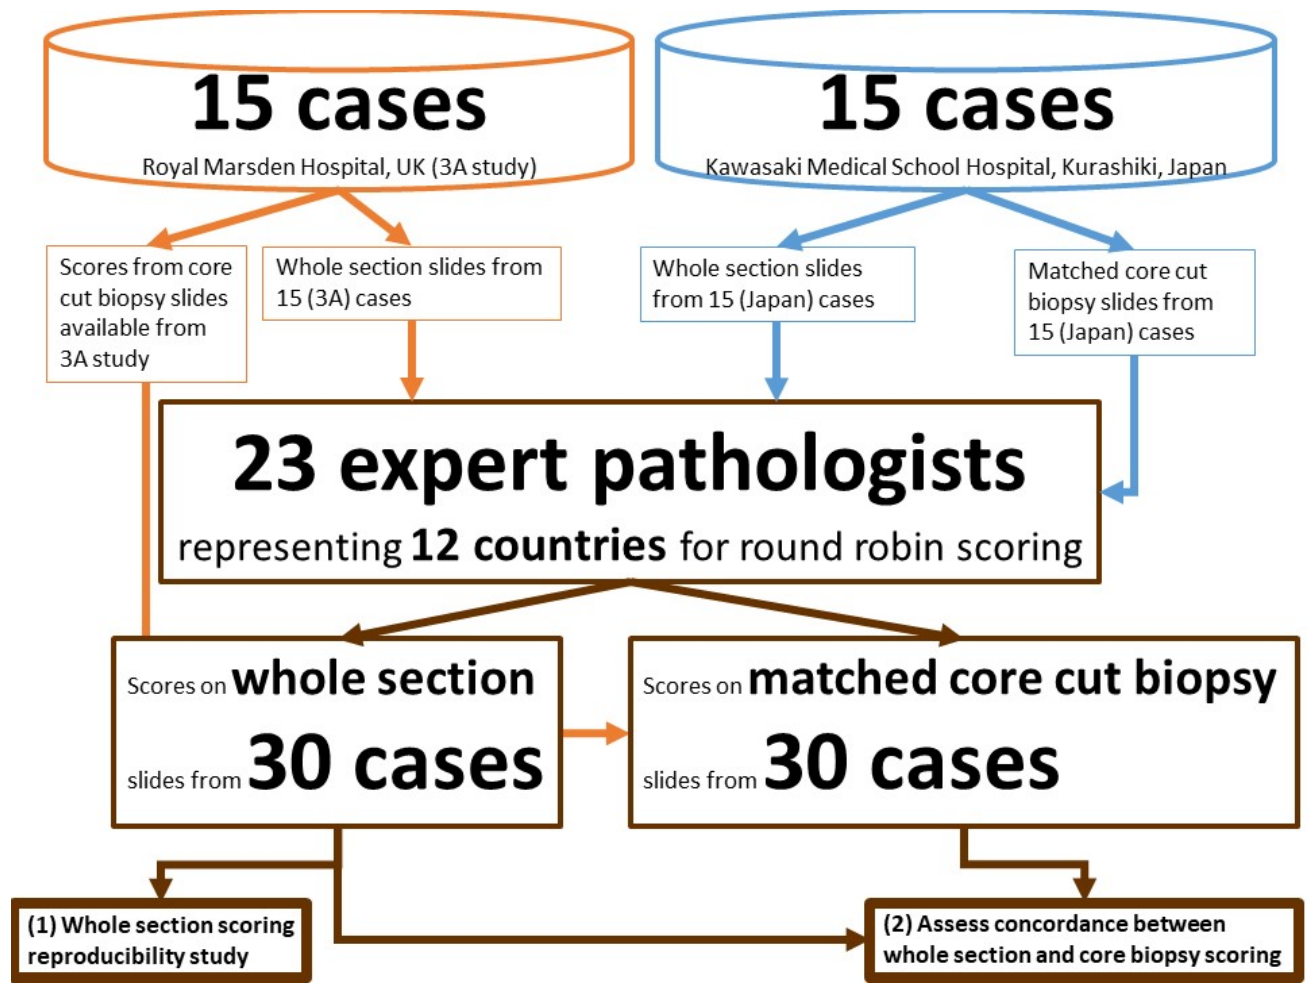 15 cases
Royal Marsden Hospital, UK (3A study)
15 cases
Kawasaki Medical School Hospital, Kurashiki, Japan
Scores from core
cut biopsy slides
available from
3A study
Whole section slides from
15 (3A) cases
Whole section slides
from 15 (Japan) cases
Matched core cut
biopsy slides from
15 (Japan) cases
23 expert pathologists
representing 12 countries for round robin scoring
Scores on whole section
slides from 30 cases
Scores on matched core cut biopsy
slides from 30 cases
(1) Whole section scoring
reproducibility study
(2) Assess concordance between
whole section and core biopsy scoring